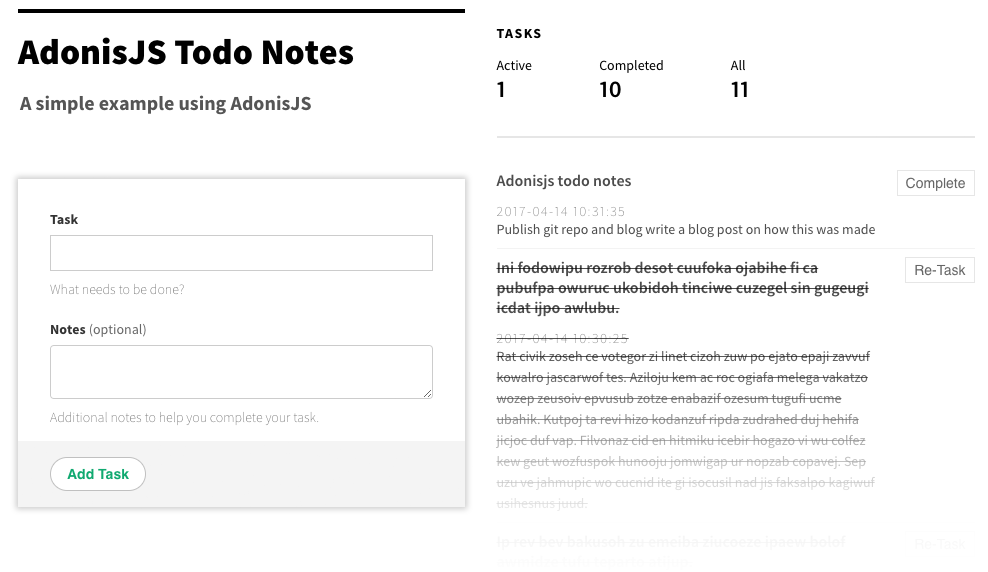 AdonisJS Todo Notes
A simple example using AdonisJS
Task
What needs to be done?
Notes (optional)
Additional notes to help you complete your task.
Add Task
TASKS
Active
Completed
All
1
10
11
Adonisjs todo notes
Complete
2017-04-14 10:31:35
Publish git repo and blog write a blog post on how this was made
Ini fodowipu rozrob desot cuufoka ojabihe fi ca
Re-Task
pubufpa owuruc ukobidoh tinciwe cuzegel sin gugeugi
icdat ijpo awlubu.
2017-04-14 10:30:25
Rat civik zoseh ce votegor zi linet cizoh zuw po ejato epaji zavvuf
kowalro jascarwof tes. Aziloju kem ac roc ogiafa melega vakatzo
wozep zeusoiv epvusub zotze enabazif ozesum tugufi ucme
ubahik. Kutpoj ta revi hizo kodanzuf ripda zudrahed duj hehifa
jicjoc duf vap. Filvonaz cid en hitmiku icebir hogazo vi wu colfez
kew geut wozfuspok hunooju jomwigap ur nopzab copavej. Sep
uzu ve jahmupic wo cucnid ite gi isocusil nad jis faksalpo kagiwuf
usihesnus juud.
Re-Task